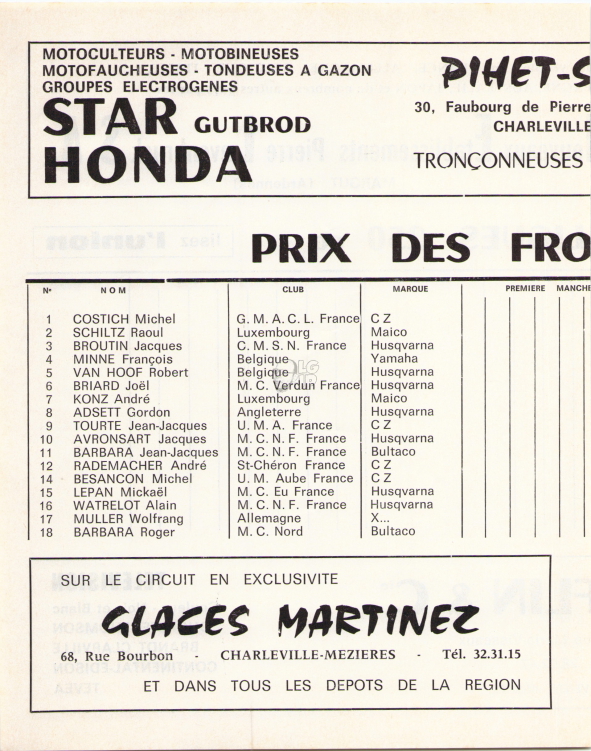 MOTOCULTEURS - MOTOBINEUSES
MOTOFAUCHEUSES - TONDEUSES A GAZON
GROUPES ELECTROGENES
STAR GUTBROD
HONDA
PIHET-S
30, Faubourg de Pierre
CHARLEVILLE
TRONÇONNEUSES
PRIX DES FRO
N° NOM CLUB MARQUE PREMIERE MANCHE
1 COSTICH Michel G. M. A. C. L. France C Z
2 SCHILTZ Raoul Luxembourg Maico
3 BROUTIN Jacques C. M. S. N. France Husqvarna
4 MINNE François Belgique Yamaha
5 VAN HOOF Robert Belgique Husqvarna
6 BRIARD Joël M. C. Verdun France Husqvarna
7 KONZ André Luxembourg Maico
8 ADSETT Gordon Angleterre Husqvarna
9 TOURTE Jean-Jacques U. M. A. France C Z
10 AVRONSART Jacques M. C. N. F. France Husqvarna
11 BARBARA Jean-Jacques M. C. N. F. France Bultaco
12 RADEMACHER André St-Chéron France C Z
14 BESANCON Michel U. M. Aube France C Z
15 LEPAN Mickaël M. C. Eu France Husqvarna
16 WATRELOT Alain M. C. N. F. France Husqvarna
17 MULLER Wolfrang Allemagne X...
18 BARBARA Roger M. C. Nord Bultaco
SUR LE CIRCUIT EN EXCLUSIVITE
GLACES MARTINEZ
68, Rue Bourbon - CHARLEVILLE-MEZIERES - Tél. 32.31.15
ET DANS TOUS LES DEPOTS DE LA REGION